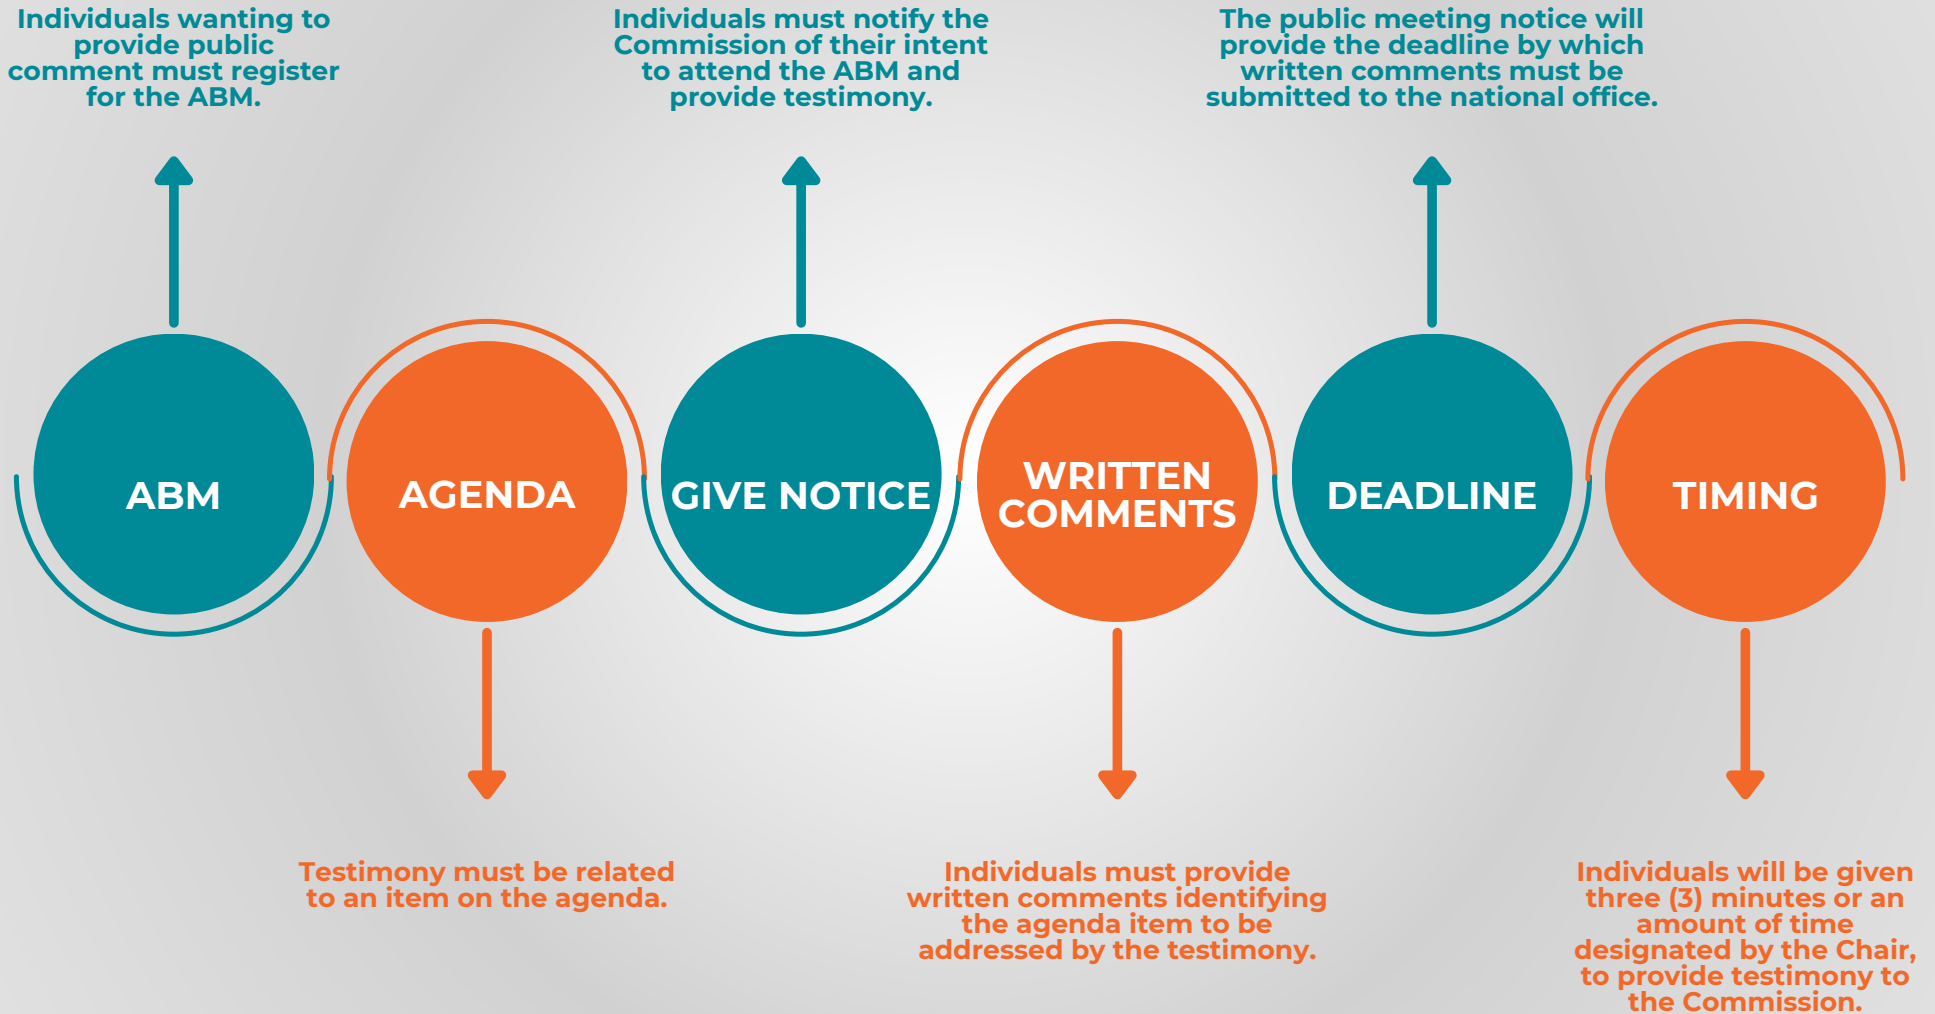 Individuals wanting to
provide public
comment must register
for the ABM.
Individuals must notify the
Commission of their intent
to attend the ABM and
provide testimony.
The public meeting notice will
provide the deadline by which
written comments must be
submitted to the national office.
ABM
AGENDA
GIVE NOTICE
WRITTEN
COMMENTS
DEADLINE
TIMING
Testimony must be related
to an item on the agenda.
Individuals must provide
written comments identifying
the agenda item to be
addressed by the testimony.
Individuals will be given
three (3) minutes or an
amount of time
designated by the Chair,
to provide testimony to
the Commission.